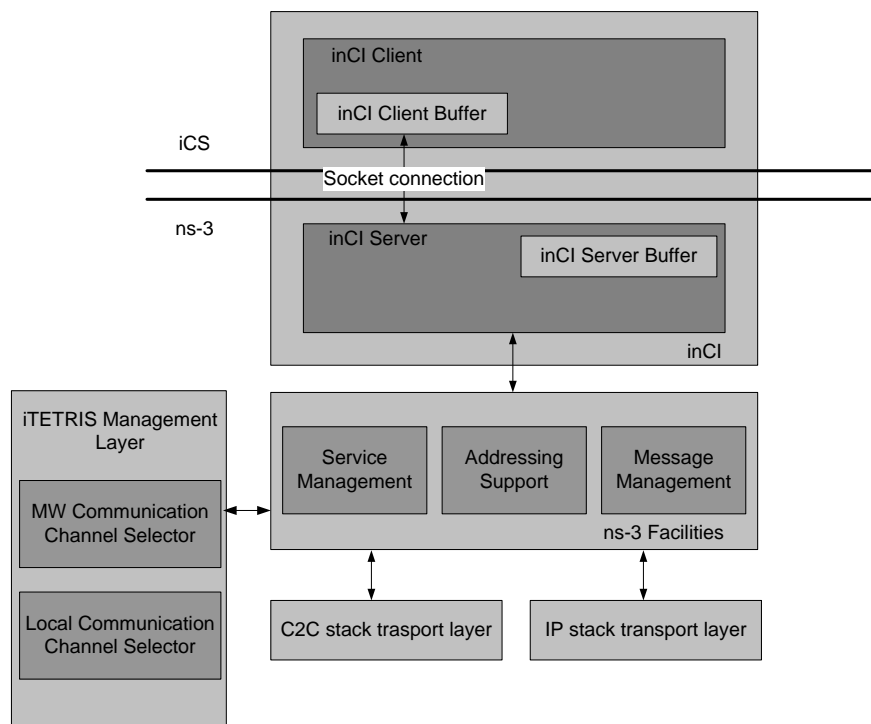 inCI Client
inCI Client Buffer
iCS
Socket connection
ns-3
inCI Server
inCI Server Buffer
inCI
iTETRIS Management
Layer
MW Communication
Channel Selector
Local Communication
Channel Selector
Service
Management
Addressing
Support
Message
Management
ns-3 Facilities
C2C stack trasport layer
IP stack transport layer